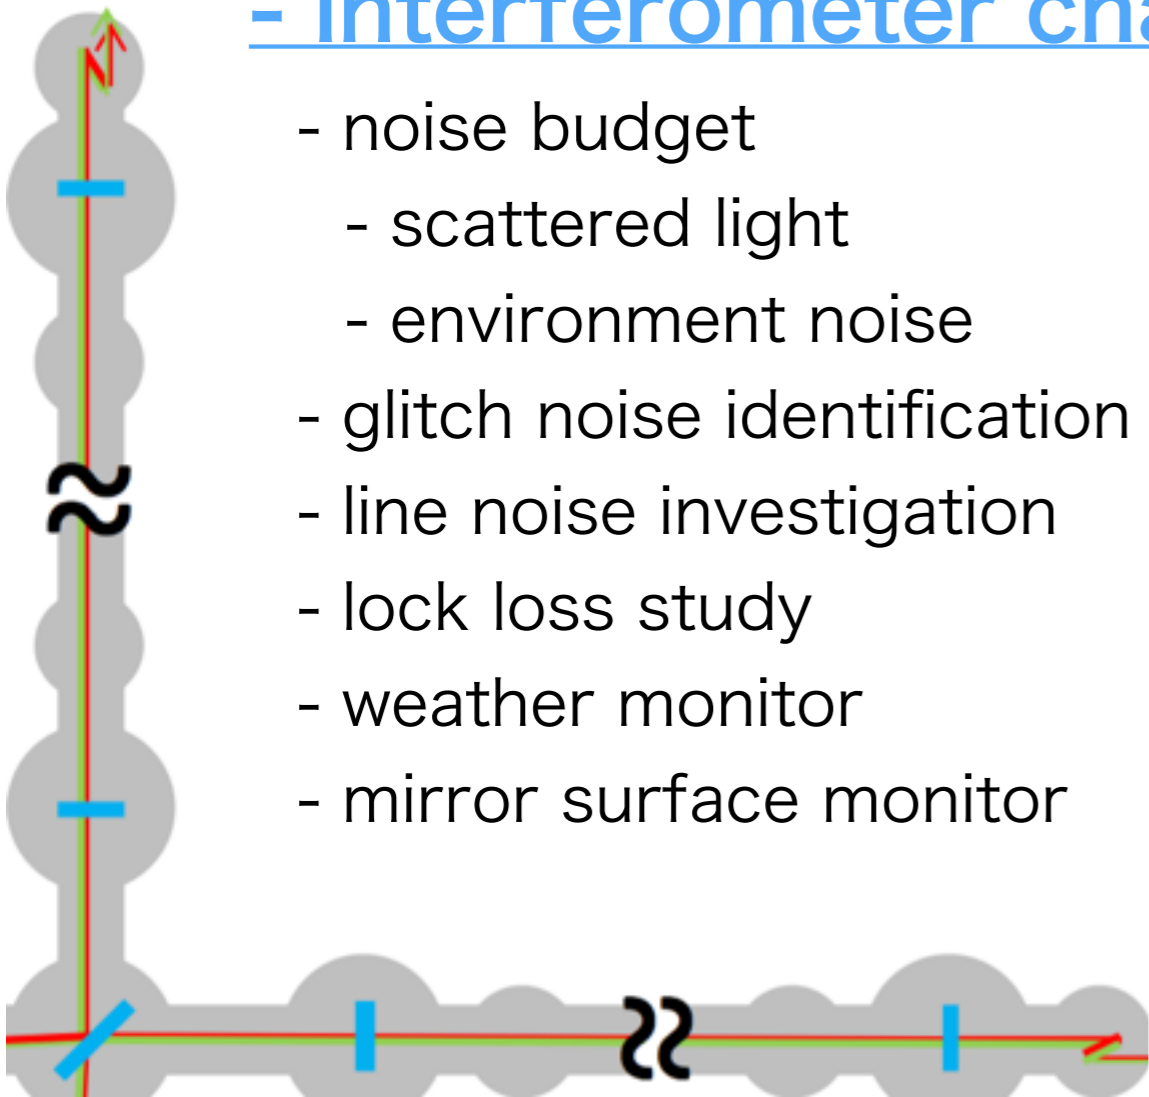 - interferometer
- noise budget
- scattered light
- environment noise
- glitch noise identification
- line noise investigation
- lock loss study
- weather monitor
- mirror surface monitor